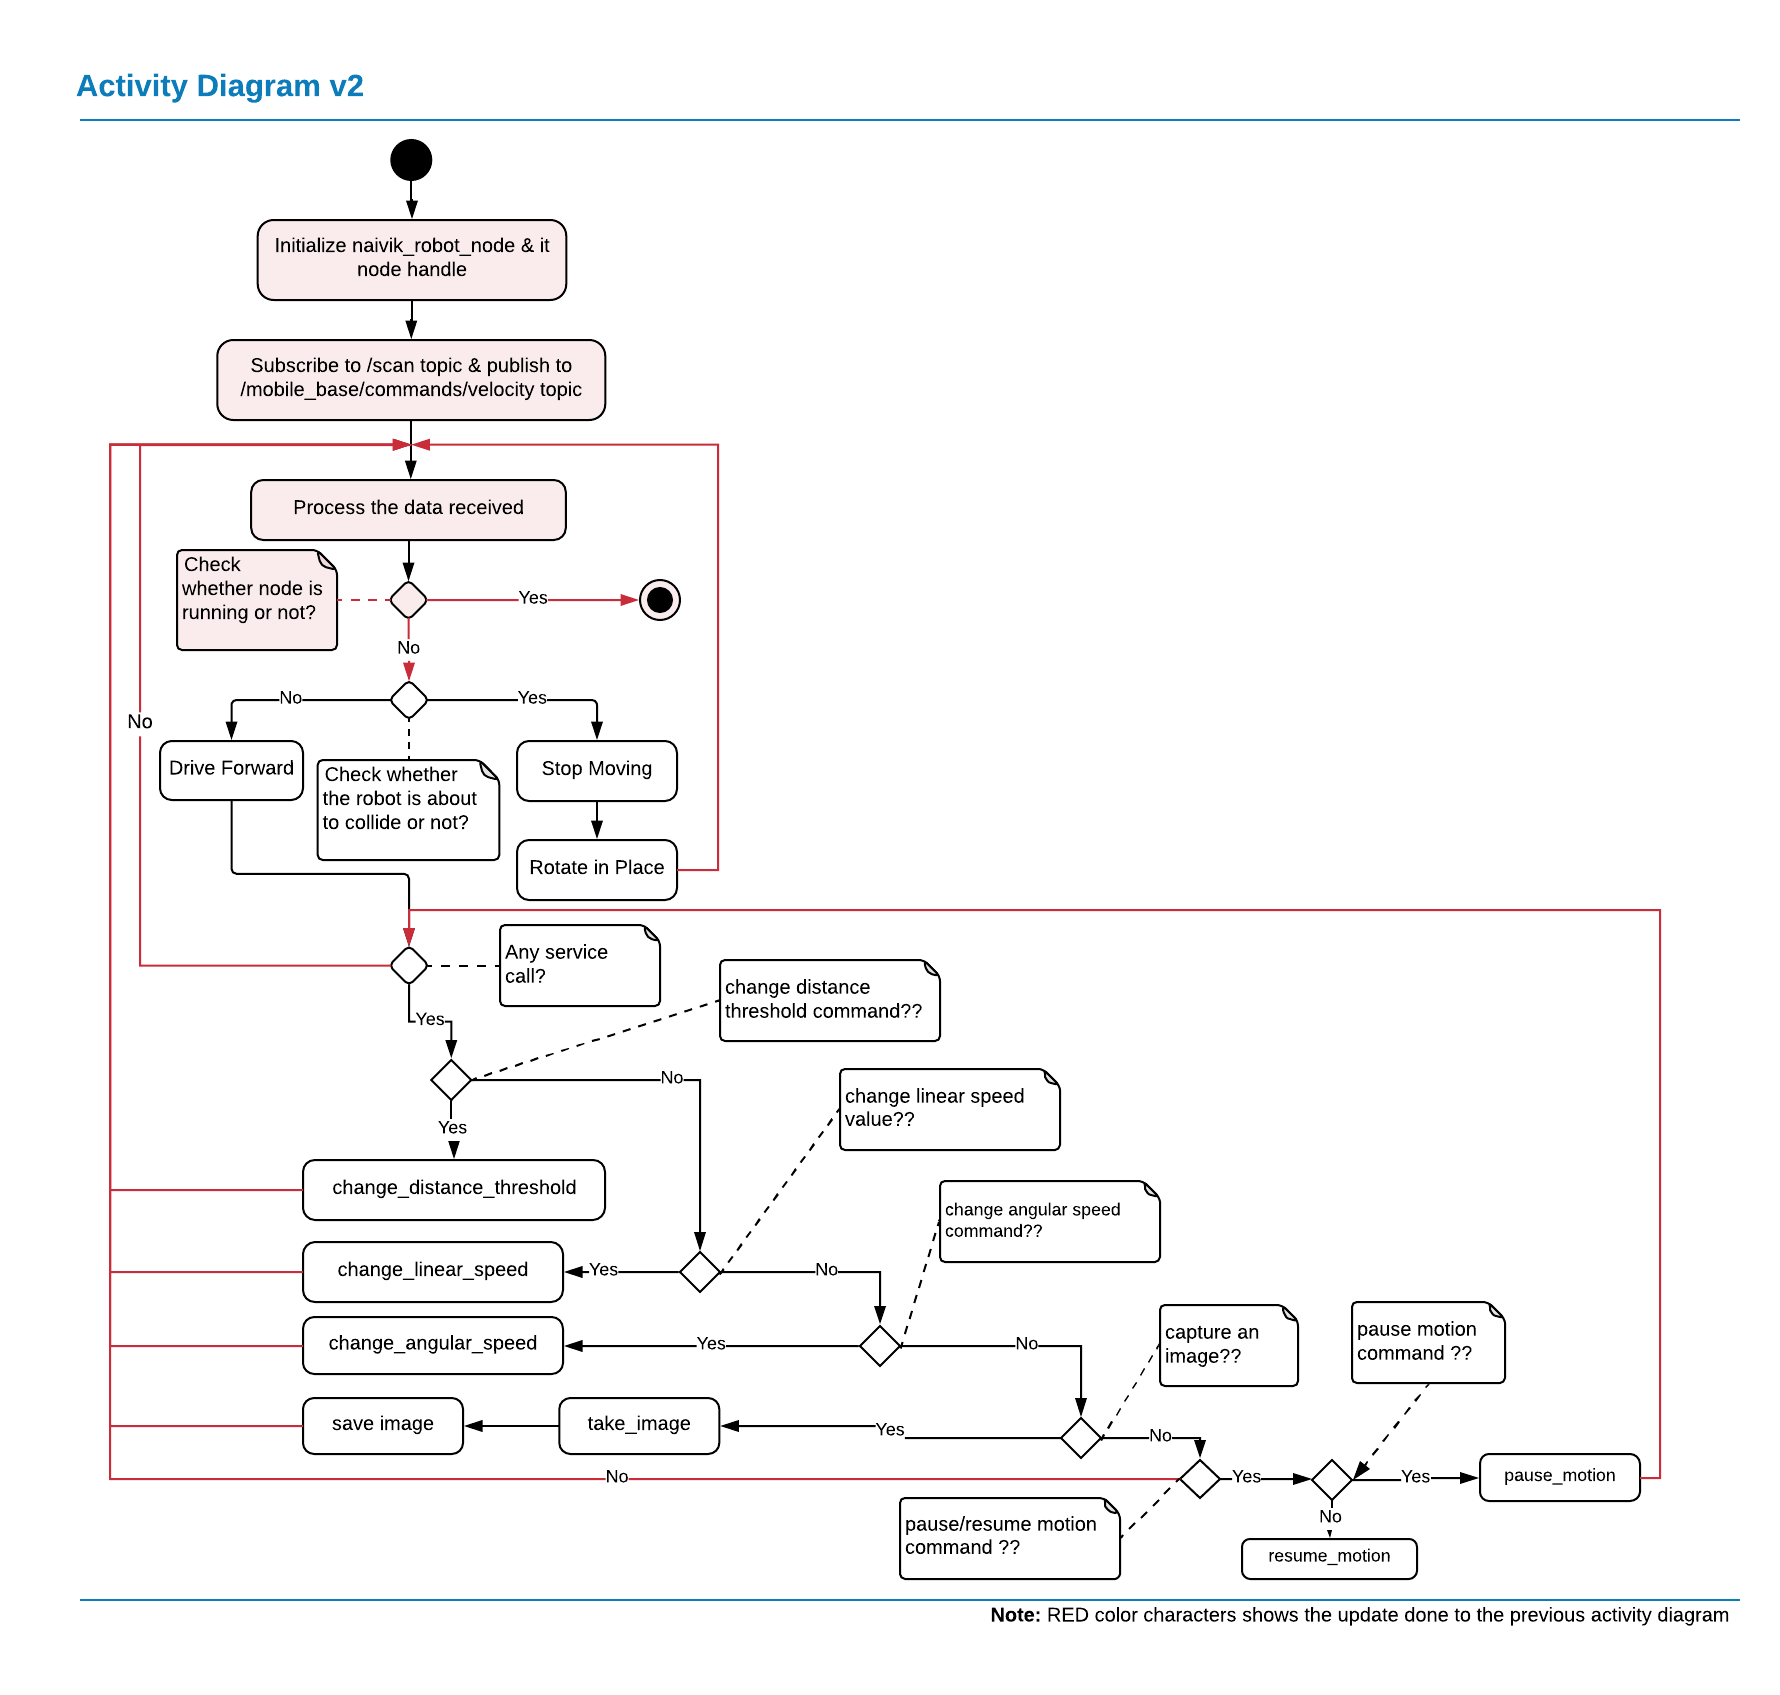 Activity Diagram v2
Initialize naivik_robot_node & it
node handle
Subscribe to /scan topic & publish to
/mobile_base/commands/velocity topic
Process the data received
Check
whether node is
running or not?
Yes
No
No
Yes
No
Drive Forward
Stop Moving
Check whether
the robot is about
to collide or not?
Rotate in Place
Any service
call?
change distance
threshold command??
Yes
No
change linear speed
value??
Yes
change_distance_threshold
change angular speed
command??
change_linear_speed
Yes
No
change_angular_speed
Yes
No
capture an
image??
pause motion
command ??
save image
take_image
Yes
No
No
Yes
Yes
pause_motion
pause/resume motion
command ??
No
resume_motion
Note: RED color characters shows the update done to the previous activity diagram